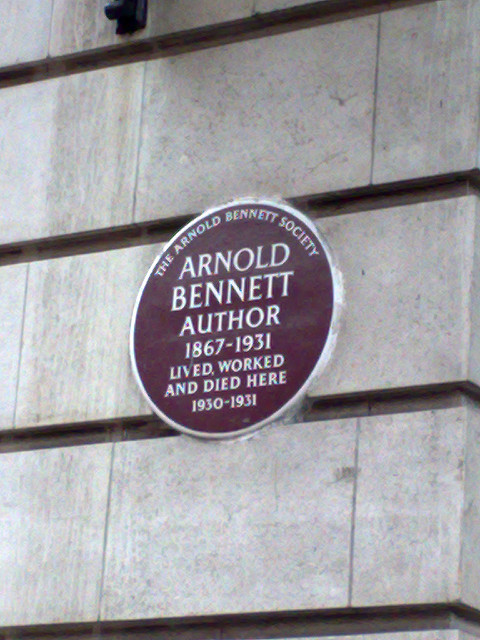 THE ARNOLD BENNETT SOCIETY
ARNOLD
BENNETT
AUTHOR
1867-1931
LIVED, WORKED
AND DIED HERE
1930-1931